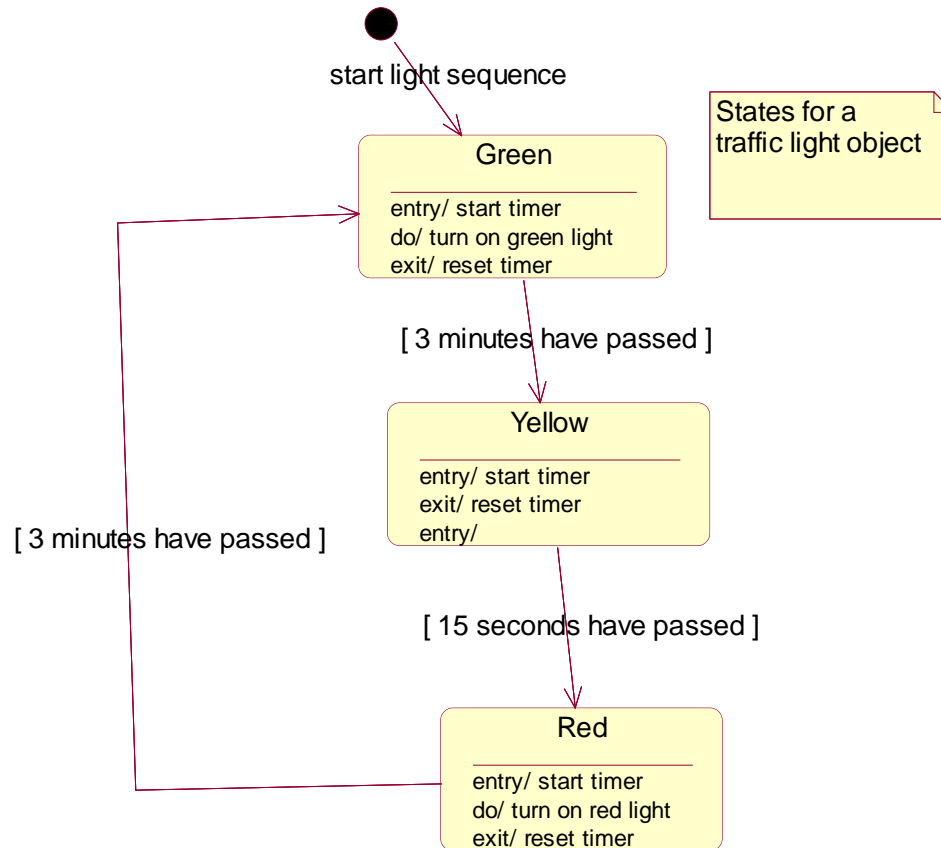 start light sequence
States for a
traffic light object
Green
entry/ start timer
do/ turn on green light
exit/ reset timer
[ 3 minutes have passed ]
Yellow
entry/ start timer
exit/ reset timer
entry/
[ 3 minutes have passed ]
[ 15 seconds have passed ]
Red
entry/ start timer
do/ turn on red light
exit/ reset timer